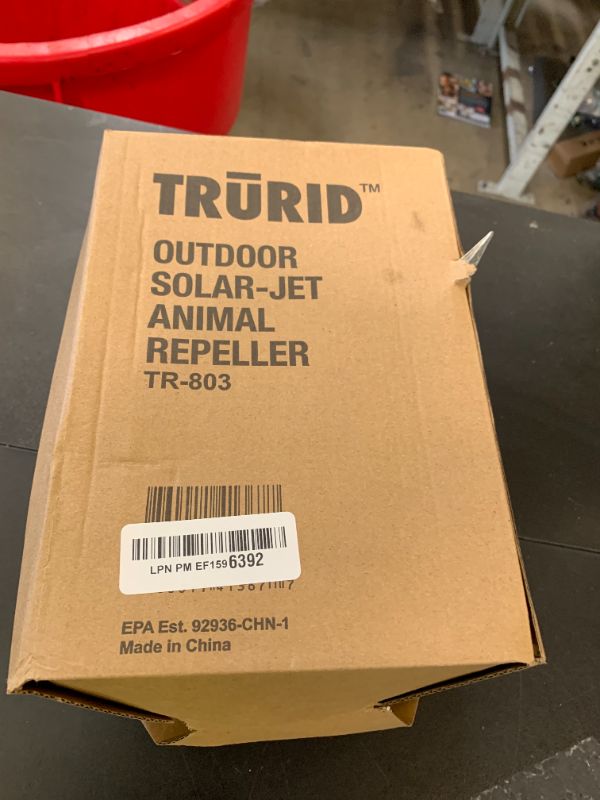 TRŪRID™
OUTDOOR
SOLAR-JET
ANIMAL
REPELLER
TR-803
LPN PM EF1596392
EPA Est. 92936-CHN-1
Made in China